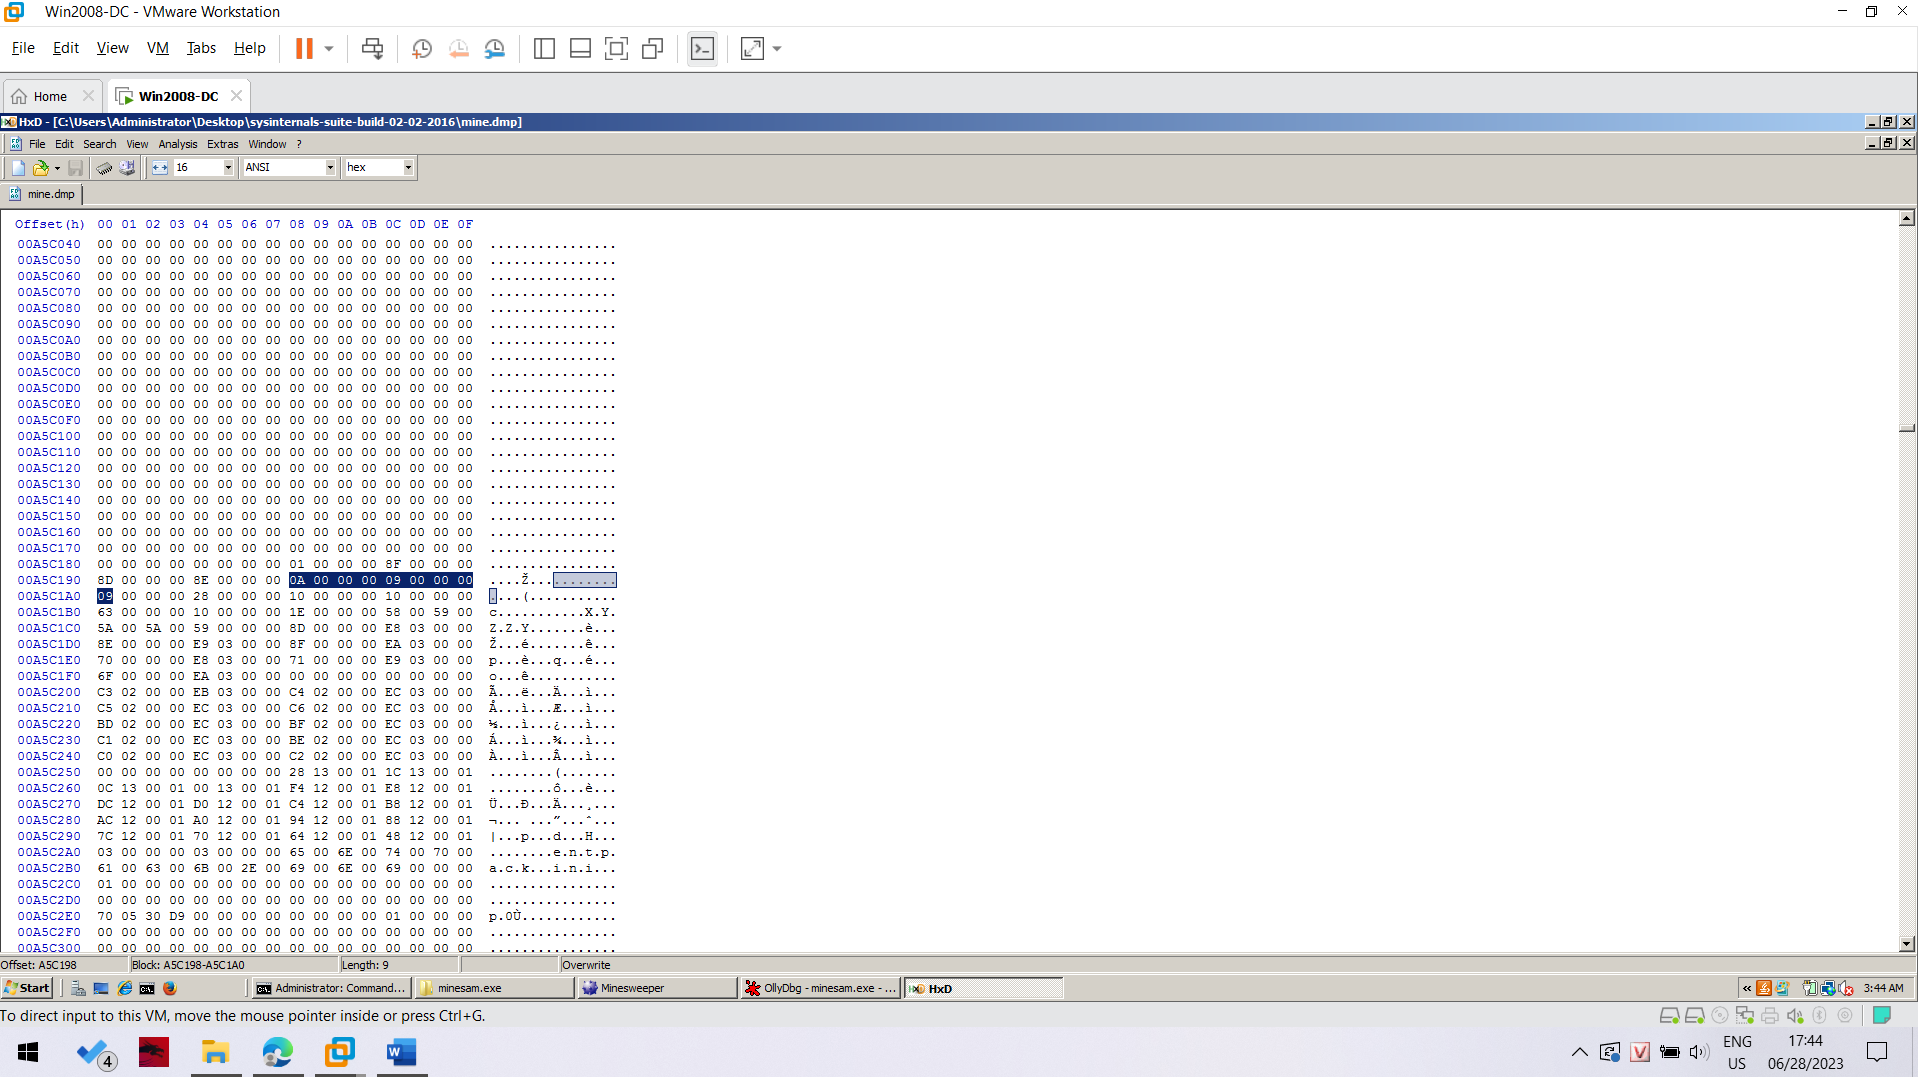 Win2008-DC - VMware Workstation
File Edit View VM Tabs Help
Home Win2008-DC
HxD - [C:\Users\Administrator\Desktop\sysinternals-suite-build-02-02-2016\mine.dmp]
File Edit Search View Analysis Extras Window ?
16 ANSI hex
mine.dmp
Offset(h) 00 01 02 03 04 05 06 07 08 09 0A 0B 0C 0D 0E 0F
00A5C040 00 00 00 00 00 00 00 00 00 00 00 00 00 00 00 00 ................
00A5C050 00 00 00 00 00 00 00 00 00 00 00 00 00 00 00 00 ................
00A5C060 00 00 00 00 00 00 00 00 00 00 00 00 00 00 00 00 ................
00A5C070 00 00 00 00 00 00 00 00 00 00 00 00 00 00 00 00 ................
00A5C080 00 00 00 00 00 00 00 00 00 00 00 00 00 00 00 00 ................
00A5C090 00 00 00 00 00 00 00 00 00 00 00 00 00 00 00 00 ................
00A5C0A0 00 00 00 00 00 00 00 00 00 00 00 00 00 00 00 00 ................
00A5C0B0 00 00 00 00 00 00 00 00 00 00 00 00 00 00 00 00 ................
00A5C0C0 00 00 00 00 00 00 00 00 00 00 00 00 00 00 00 00 ................
00A5C0D0 00 00 00 00 00 00 00 00 00 00 00 00 00 00 00 00 ................
00A5C0E0 00 00 00 00 00 00 00 00 00 00 00 00 00 00 00 00 ................
00A5C0F0 00 00 00 00 00 00 00 00 00 00 00 00 00 00 00 00 ................
00A5C100 00 00 00 00 00 00 00 00 00 00 00 00 00 00 00 00 ................
00A5C110 00 00 00 00 00 00 00 00 00 00 00 00 00 00 00 00 ................
00A5C120 00 00 00 00 00 00 00 00 00 00 00 00 00 00 00 00 ................
00A5C130 00 00 00 00 00 00 00 00 00 00 00 00 00 00 00 00 ................
00A5C140 00 00 00 00 00 00 00 00 00 00 00 00 00 00 00 00 ................
00A5C150 00 00 00 00 00 00 00 00 00 00 00 00 00 00 00 00 ................
00A5C160 00 00 00 00 00 00 00 00 00 00 00 00 00 00 00 00 ................
00A5C170 00 00 00 00 00 00 00 00 00 00 00 00 00 00 00 00 ................
00A5C180 00 00 00 00 00 00 00 00 01 00 00 00 8F 00 00 00 ................
00A5C190 8D 00 00 00 8E 00 00 00 0A 00 00 00 09 00 00 00 ....Ž...........
00A5C1A0 09 00 00 00 28 00 00 00 10 00 00 00 10 00 00 00 ....(...........
00A5C1B0 63 00 00 00 10 00 00 00 1E 00 00 00 58 00 59 00 c...........X.Y.
00A5C1C0 5A 00 5A 00 59 00 00 00 8D 00 00 00 E8 03 00 00 Z.Z.Y.......è...
00A5C1D0 8E 00 00 00 E9 03 00 00 8F 00 00 00 EA 03 00 00 Ž...é.......ê...
00A5C1E0 70 00 00 00 E8 03 00 00 71 00 00 00 E9 03 00 00 p...è...q...é...
00A5C1F0 6F 00 00 00 EA 03 00 00 00 00 00 00 00 00 00 00 o...ê...........
00A5C200 C3 02 00 00 EB 03 00 00 C4 02 00 00 EC 03 00 00 Ã...ë...Ä...ì...
00A5C210 C5 02 00 00 EC 03 00 00 C6 02 00 00 EC 03 00 00 Å...ì...Æ...ì...
00A5C220 BD 02 00 00 EC 03 00 00 BF 02 00 00 EC 03 00 00 ½...ì...¿...ì...
00A5C230 C1 02 00 00 EC 03 00 00 BE 02 00 00 EC 03 00 00 Á...ì...¾...ì...
00A5C240 C0 02 00 00 EC 03 00 00 C2 02 00 00 EC 03 00 00 À...ì...Â...ì...
00A5C250 00 00 00 00 00 00 00 00 28 13 00 01 1C 13 00 01 ........(.......
00A5C260 0C 13 00 01 00 13 00 01 F4 12 00 01 E8 12 00 01 ........ô...è...
00A5C270 DC 12 00 01 D0 12 00 01 C4 12 00 01 B8 12 00 01 Ü...Ð...Ä...¸...
00A5C280 AC 12 00 01 A0 12 00 01 94 12 00 01 88 12 00 01 ¬... ...”...ˆ...
00A5C290 7C 12 00 01 70 12 00 01 64 12 00 01 48 12 00 01 |...p...d...H...
00A5C2A0 03 00 00 00 03 00 00 00 65 00 6E 00 74 00 70 00 ........e.n.t.p.
00A5C2B0 61 00 63 00 6B 00 2E 00 69 00 6E 00 69 00 00 00 a.c.k...i.n.i...
00A5C2C0 01 00 00 00 00 00 00 00 00 00 00 00 00 00 00 00 ................
00A5C2D0 00 00 00 00 00 00 00 00 00 00 00 00 00 00 00 00 ................
00A5C2E0 70 05 30 D9 00 00 00 00 00 00 00 00 01 00 00 00 p.0Ù............
00A5C2F0 00 00 00 00 00 00 00 00 00 00 00 00 00 00 00 00 ................
00A5C300 00 00 00 00 00 00 00 00 00 00 00 00 00 00 00 00 ................
Offset: A5C198 Block: A5C198-A5C1A0 Length: 9 Overwrite
Start Administrator: Command... minesam.exe Minesweeper OllyDbg - minesam.exe - ... HxD « 3:44 AM
To direct input to this VM, move the mouse pointer inside or press Ctrl+G.
4 ENG 17:44
US 06/28/2023